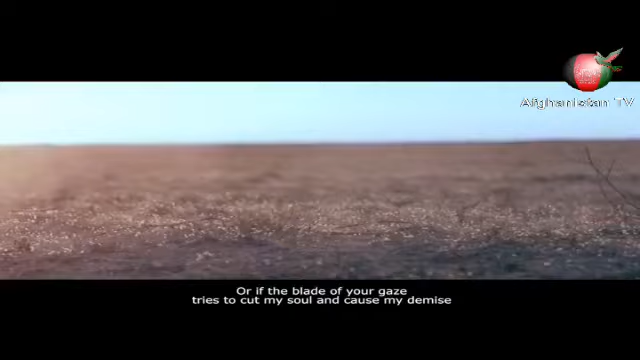 Afghanistan TV
Or if the blade of your gaze
tries to cut my soul and cause my demise